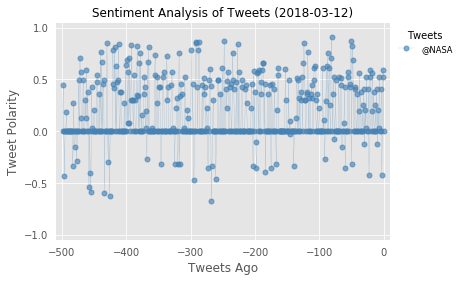 Sentiment Analysis of Tweets (2018-03-12)
Tweets
@NASA
1.0
0.5
0.0
−0.5
−1.0
Tweet Polarity
−500
−400
−300
−200
−100
0
Tweets Ago